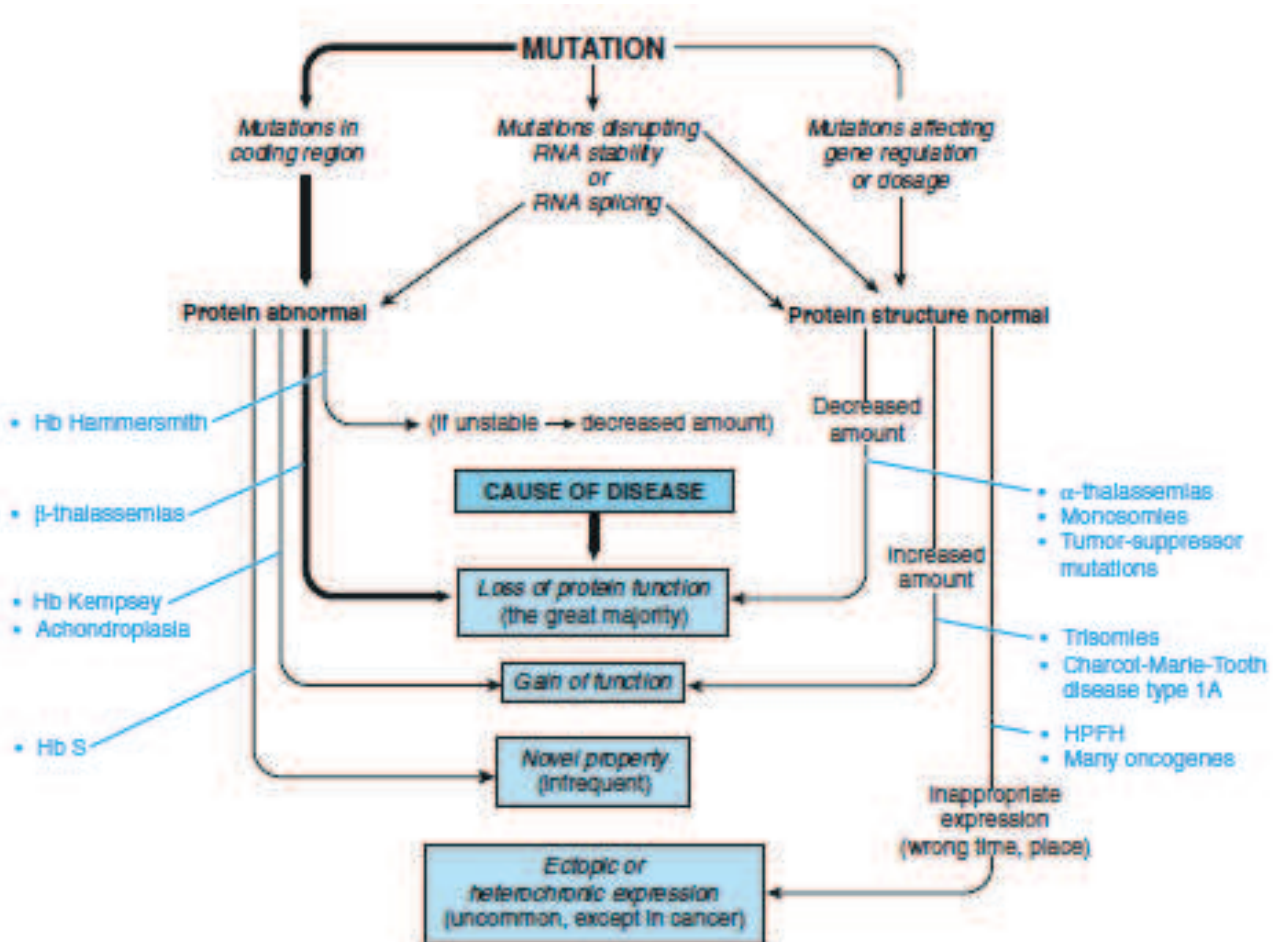 MUTATION
Mutations in
coding region
Mutations disrupting
RNA stability
or
RNA splicing
Mutations affecting
gene regulation
or dosage
Protein abnormal
Protein structure normal
• Hb Hammersmith
(If unstable → decreased amount)
Decreased
amount
CAUSE OF DISEASE
• β-thalassemias
• α-thalassemias
• Monosomies
• Tumor-suppressor
mutations
Increased
amount
Loss of protein function
(the great majority)
• Hb Kempsey
• Achondroplasia
• Trisomies
• Charcot-Marie-Tooth
disease type 1A
Gain of function
• Hb S
• HPFH
• Many oncogenes
Novel property
(infrequent)
Inappropriate
expression
(wrong time, place)
Ectopic or
heterochronic expression
(uncommon, except in cancer)